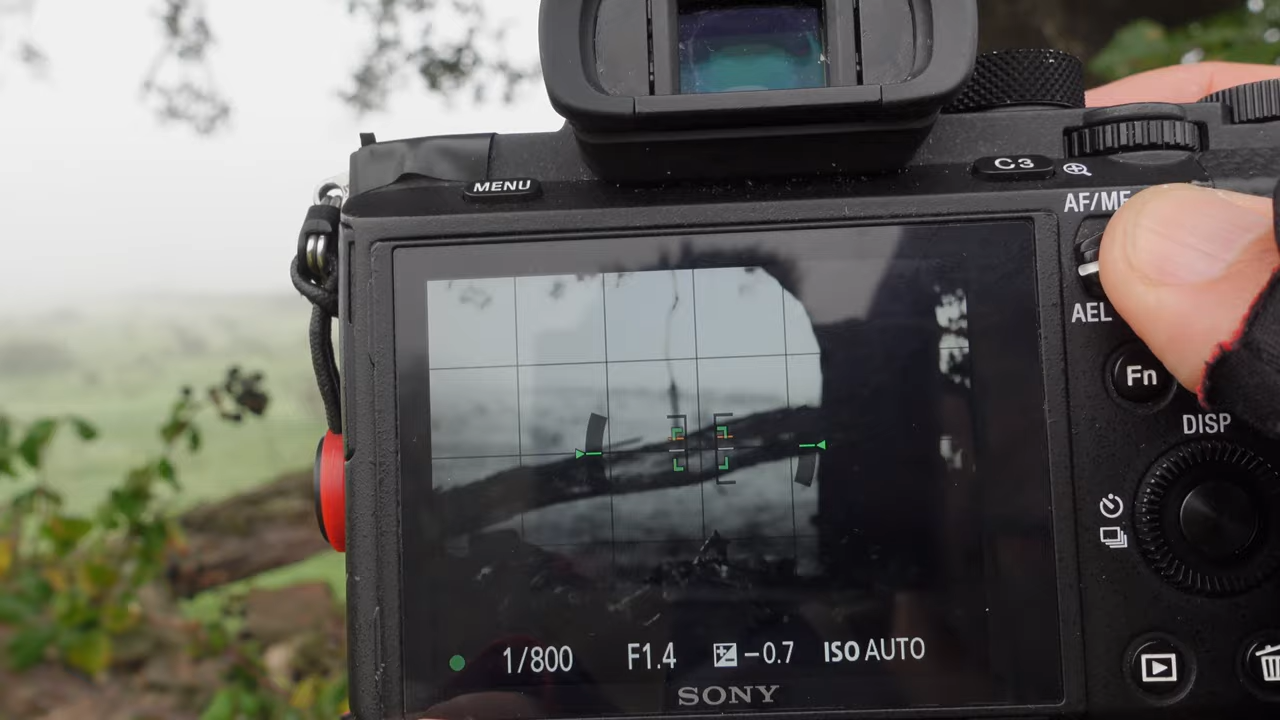 MENU
C3
AF/MF
AEL
Fn
DISP
1/800 F1.4 −0.7 ISO AUTO
SONY